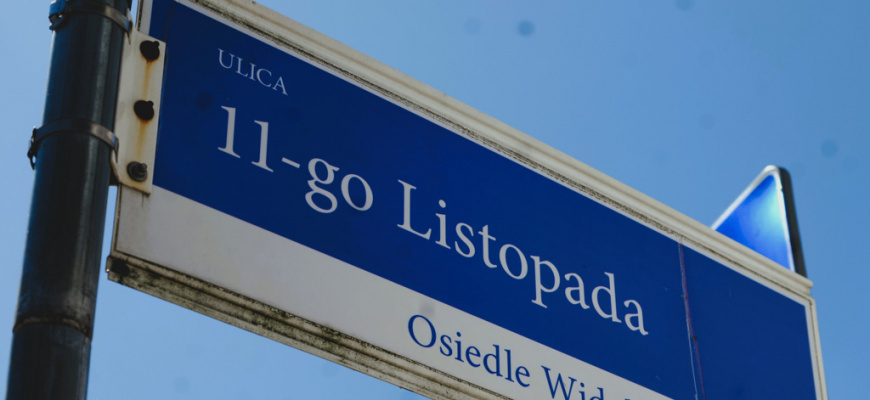 ULICA
11-go Listopada
Osiedle